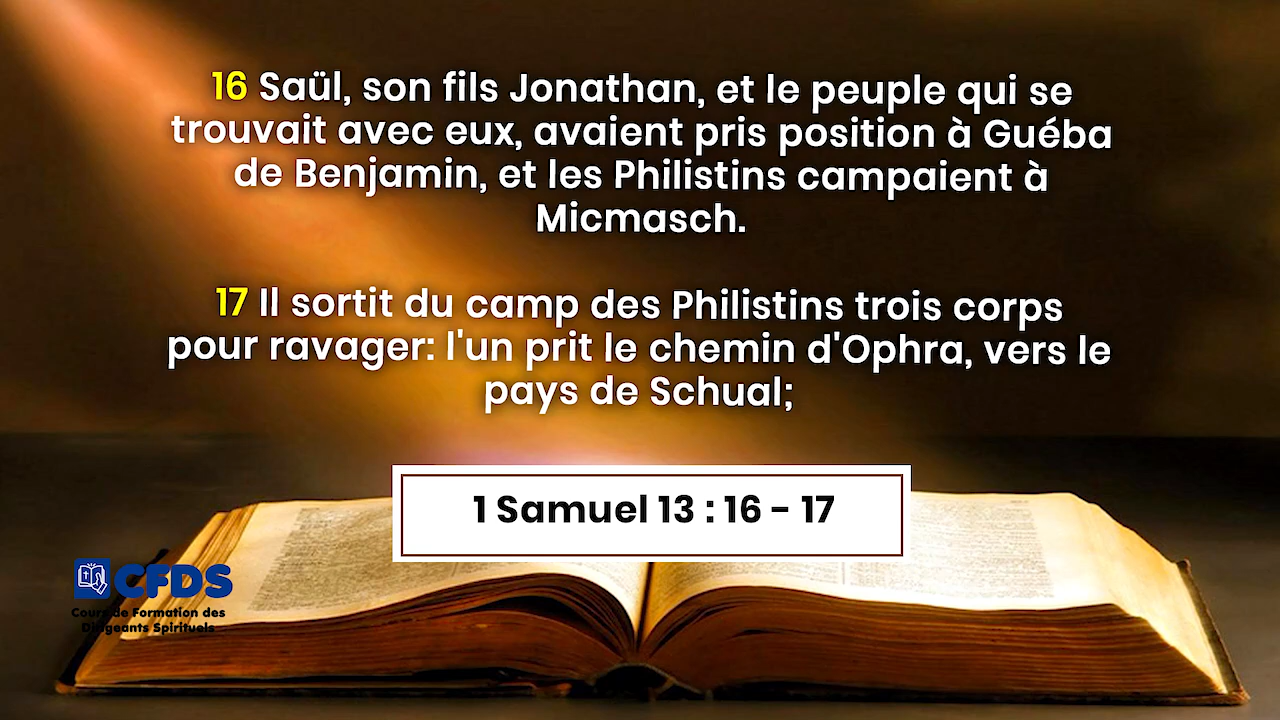 16 Saül, son fils Jonathan, et le peuple qui se
trouvait avec eux, avaient pris position à Guéba
de Benjamin, et les Philistins campaient à
Micmasch.
17 Il sortit du camp des Philistins trois corps
pour ravager: l'un prit le chemin d'Ophra, vers le
pays de Schual;
1 Samuel 13 : 16 - 17
CFDS
Cours de Formation des
Dirigeants Spirituels